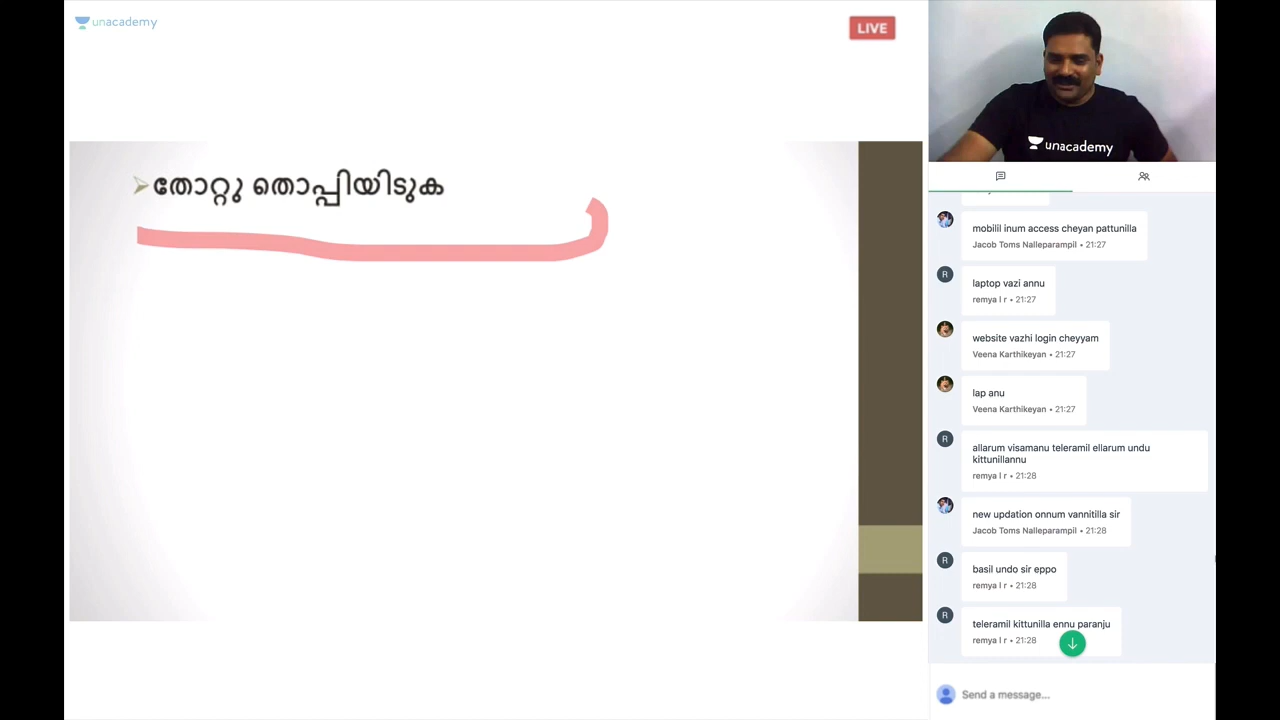 unacademy
LIVE
തോറ്റു തൊപ്പിയിടുക
unacademy
mobilil inum access cheyan pattunilla
Jacob Toms Nalleparampil • 21:27
R
laptop vazi annu
remya l r • 21:27
website vazhi login cheyyam
Veena Karthikeyan • 21:27
lap anu
Veena Karthikeyan • 21:27
R
allarum visamanu teleramil ellarum undu
kittunillannu
remya l r • 21:28
new updation onnum vannitilla sir
Jacob Toms Nalleparampil • 21:28
R
basil undo sir eppo
remya l r • 21:28
R
teleramil kittunilla ennu paranju
remya l r • 21:28
Send a message...